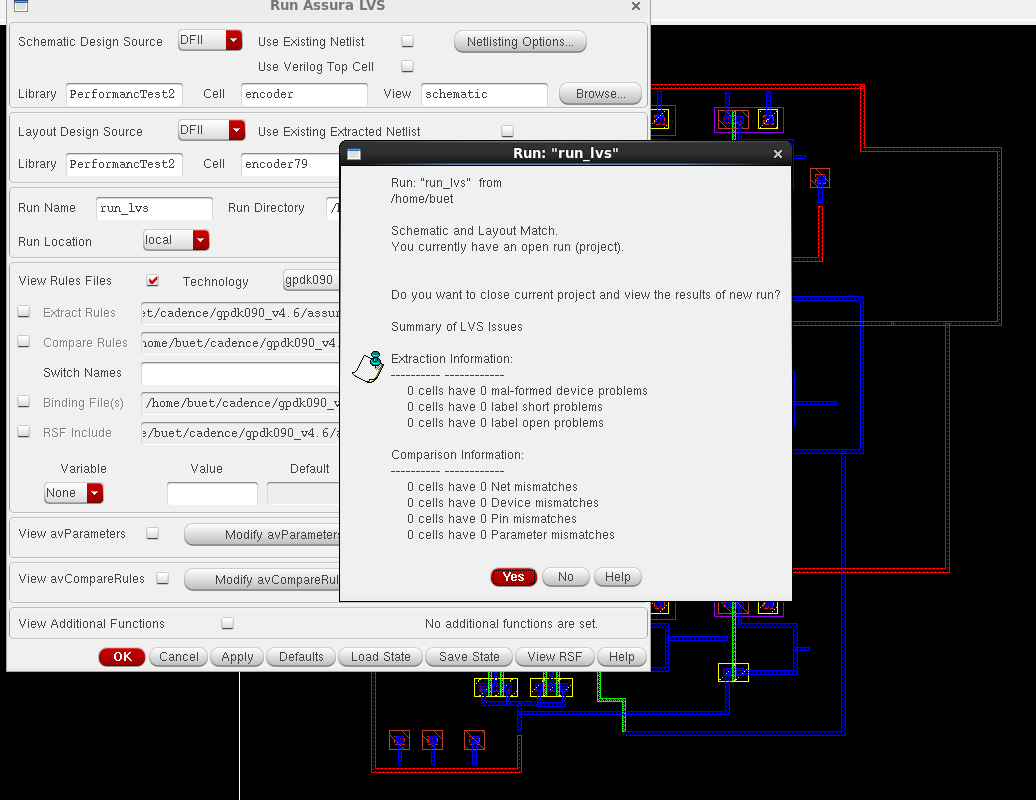 Run Assura LVS
Schematic Design Source DFII Use Existing Netlist Netlisting Options...
Use Verilog Top Cell
Library PerformancTest2 Cell encoder View schematic Browse...
Layout Design Source DFII Use Existing Extracted Netlist
Library PerformancTest2 Cell encoder79
Run Name run_lvs Run Directory
Run Location local
View Rules Files Technology gpdk090
Extract Rules et/cadence/gpdk090_v4.6/assur
Compare Rules home/buet/cadence/gpdk090_v4.
Switch Names
Binding File(s) /home/buet/cadence/gpdk090_v
RSF Include e/buet/cadence/gpdk090_v4.6/a
Variable Value Default
None
View avParameters Modify avParameters
View avCompareRules Modify avCompareRul
View Additional Functions No additional functions are set.
OK Cancel Apply Defaults Load State Save State View RSF Help
Run: "run_lvs"
Run: "run_lvs" from
/home/buet
Schematic and Layout Match.
You currently have an open run (project).
Do you want to close current project and view the results of new run?
Summary of LVS Issues
Extraction Information:
---------- ------------
0 cells have 0 mal-formed device problems
0 cells have 0 label short problems
0 cells have 0 label open problems
Comparison Information:
---------- ------------
0 cells have 0 Net mismatches
0 cells have 0 Device mismatches
0 cells have 0 Pin mismatches
0 cells have 0 Parameter mismatches
Yes No Help